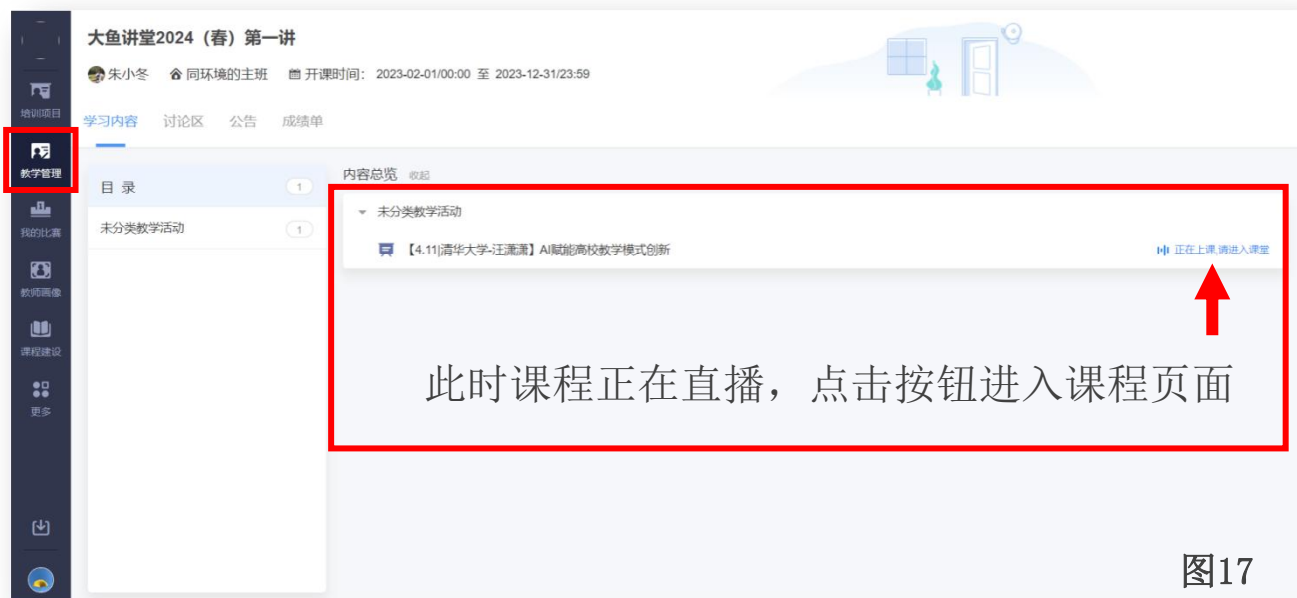 大鱼讲堂2024（春）第一讲
朱小冬 同环境的主班 开课时间： 2023-02-01/00:00 至 2023-12-31/23:59
学习内容 讨论区 公告 成绩单
培训项目
教学管理
我的比赛
教师画像
课程建设
更多
目 录 1
未分类教学活动 1
内容总览 收起
未分类教学活动
【4.11|清华大学-汪潇潇】AI赋能高校教学模式创新 正在上课,请进入课堂
此时课程正在直播，点击按钮进入课程页面
图17